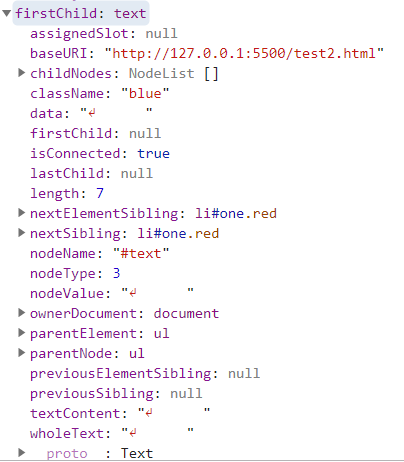 ▼ firstChild: text
assignedSlot: null
baseURI: "http://127.0.0.1:5500/test2.html"
▶ childNodes: NodeList []
className: "blue"
data: "↵      "
firstChild: null
isConnected: true
lastChild: null
length: 7
▶ nextElementSibling: li#one.red
▶ nextSibling: li#one.red
nodeName: "#text"
nodeType: 3
nodeValue: "↵      "
▶ ownerDocument: document
▶ parentElement: ul
▶ parentNode: ul
previousElementSibling: null
previousSibling: null
textContent: "↵      "
wholeText: "↵      "
▶ __proto__: Text